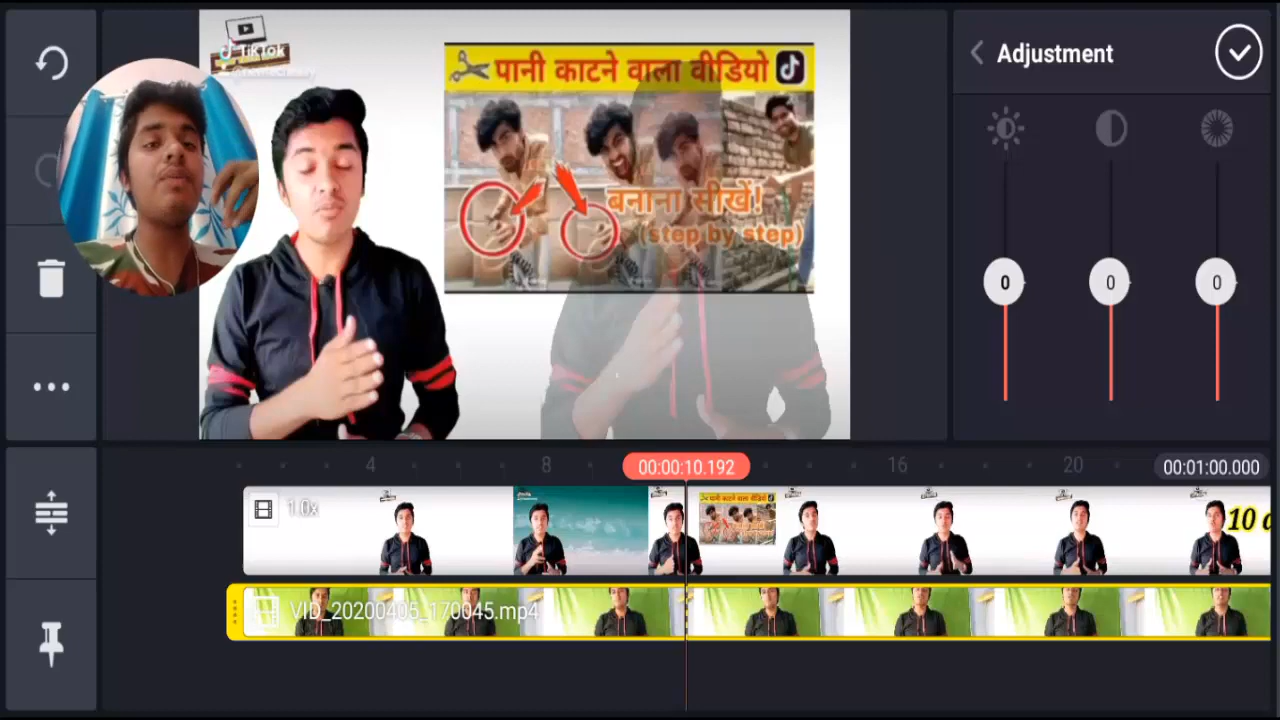 TikTok
पानी काटने वाला वीडियो
बनाना सीखें!
(step by step)
Adjustment
0
0
0
4
8
00:00:10.192
16
20
00:01:00.000
1.0x
पानी काटने वाला वीडियो
10
VID_20200405_170045.mp4